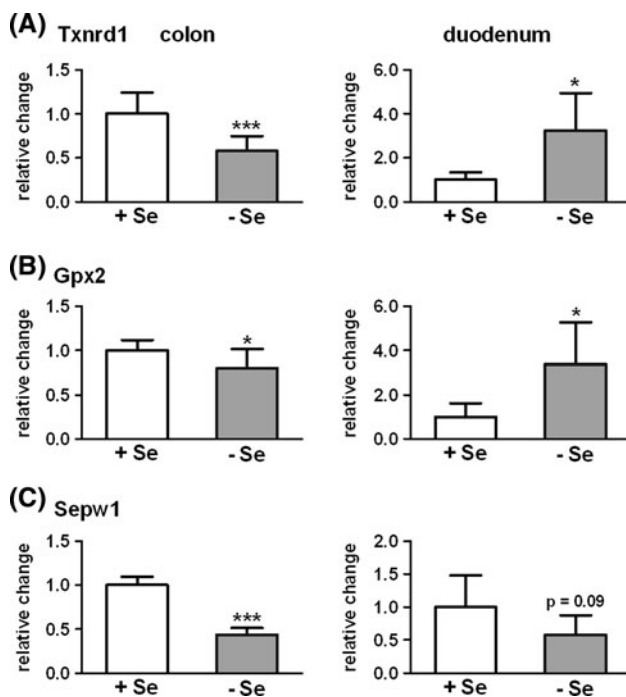 (A) Txnrd1 colon duodenum
relative change
1.5
1.0
0.5
0.0
***
+ Se - Se
relative change
6.0
4.0
2.0
0.0
*
+ Se - Se
(B) Gpx2
relative change
1.5
1.0
0.5
0.0
*
+ Se - Se
relative change
6.0
4.0
2.0
0.0
*
+ Se - Se
(C) Sepw1
relative change
1.5
1.0
0.5
0.0
***
+ Se - Se
relative change
2.0
1.5
1.0
0.5
0.0
p = 0.09
+ Se - Se